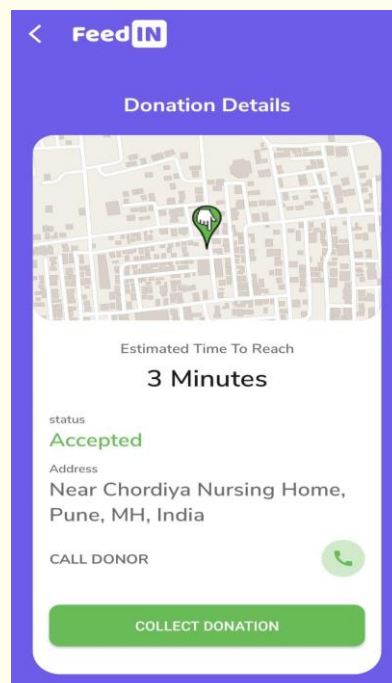 FeedIN
Donation Details
Estimated Time To Reach
3 Minutes
status
Accepted
Address
Near Chordiya Nursing Home,
Pune, MH, India
CALL DONOR
COLLECT DONATION